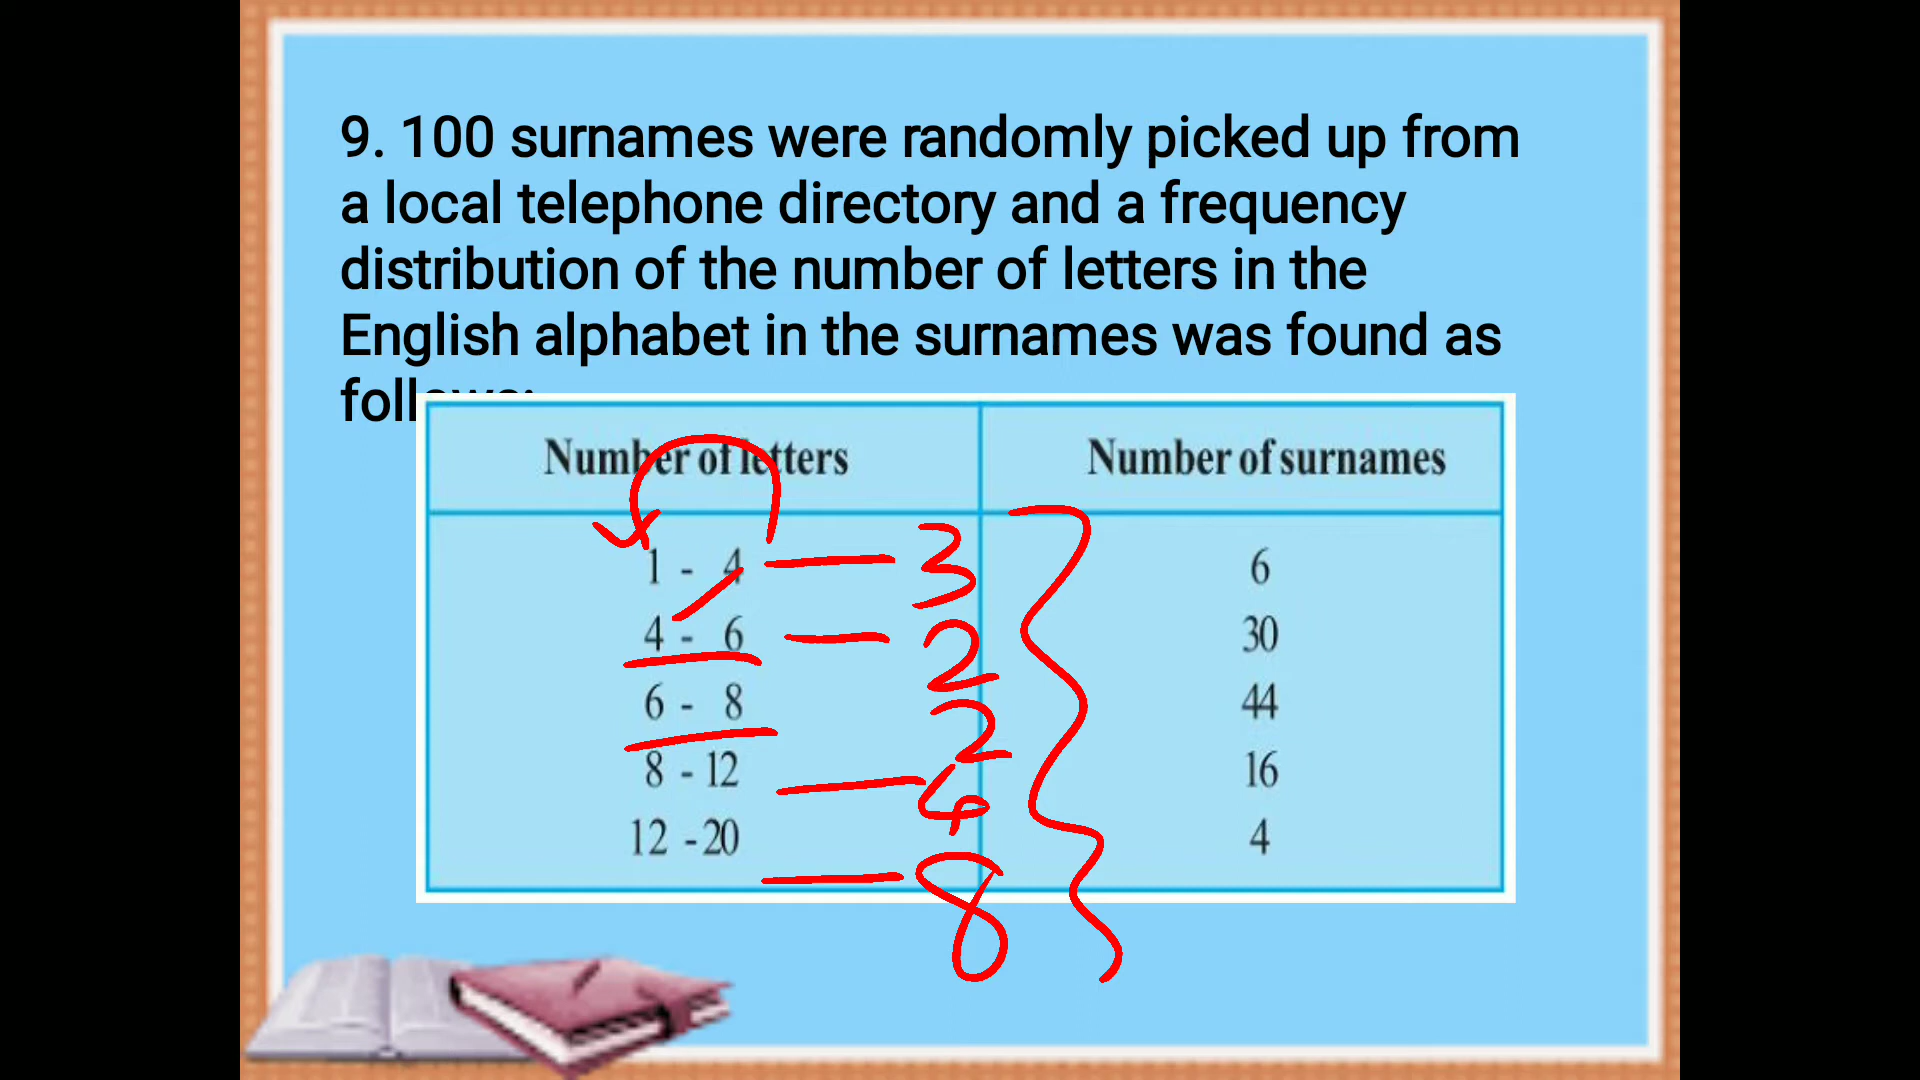 9. 100 surnames were randomly picked up from
a local telephone directory and a frequency
distribution of the number of letters in the
English alphabet in the surnames was found as
Number of letters Number of surnames
1 - 4 3 6
4 - 6 2 30
6 - 8 2 44
8 - 12 4 16
12 - 20 8 4